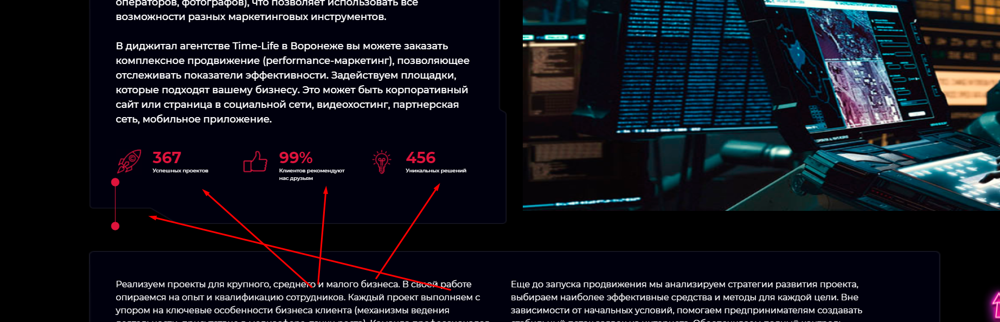 операторов, фотографов), что позволяет использовать все
возможности разных маркетинговых инструментов.
В диджитал агентстве Time-Life в Воронеже вы можете заказать
комплексное продвижение (performance-маркетинг), позволяющее
отслеживать показатели эффективности. Задействуем площадки,
которые подходят вашему бизнесу. Это может быть корпоративный
сайт или страница в социальной сети, видеохостинг, партнерская
сеть, мобильное приложение.
367
Успешных проектов
99%
Клиентов рекомендуют
нас друзьям
456
Уникальных решений
Реализуем проекты для крупного, среднего и малого бизнеса. В своей работе
опираемся на опыт и квалификацию сотрудников. Каждый проект выполняем с
упором на ключевые особенности бизнеса клиента (механизмы ведения
Еще до запуска продвижения мы анализируем стратегии развития проекта,
выбираем наиболее эффективные средства и методы для каждой цели. Вне
зависимости от начальных условий, помогаем предпринимателям создавать